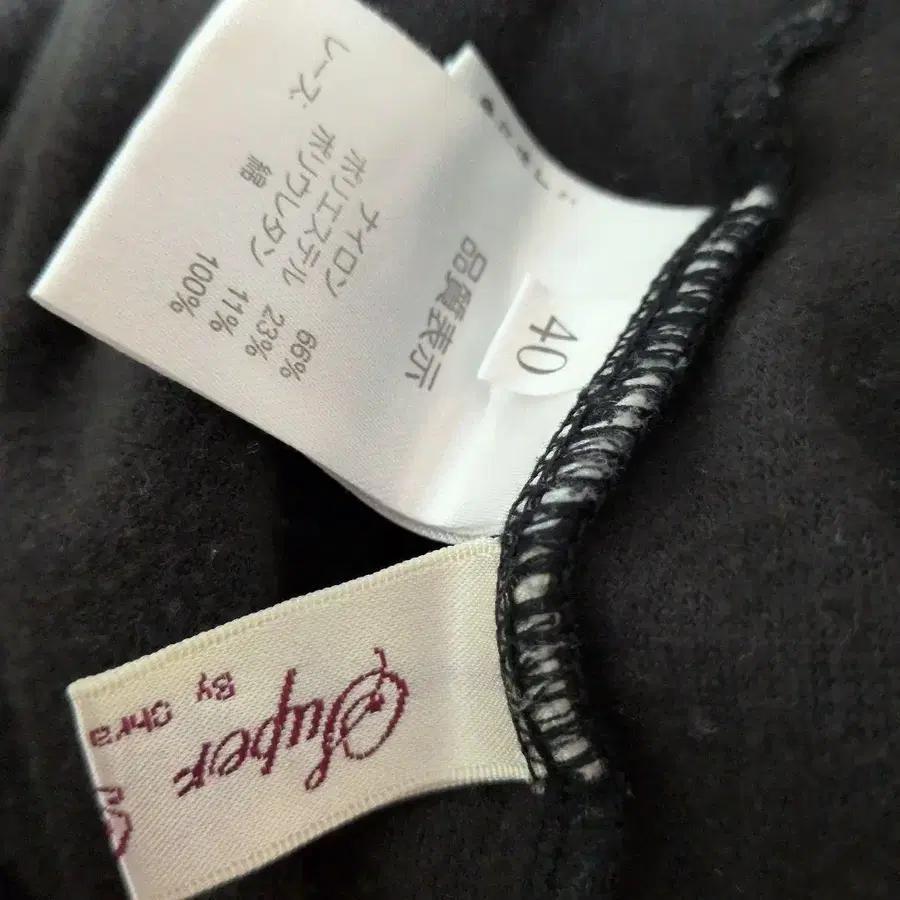 品質表示
ナイロン 66%
ポリエステル 23%
ポリウレタン 11%
レース: 綿 100%
40
Super
By Chra